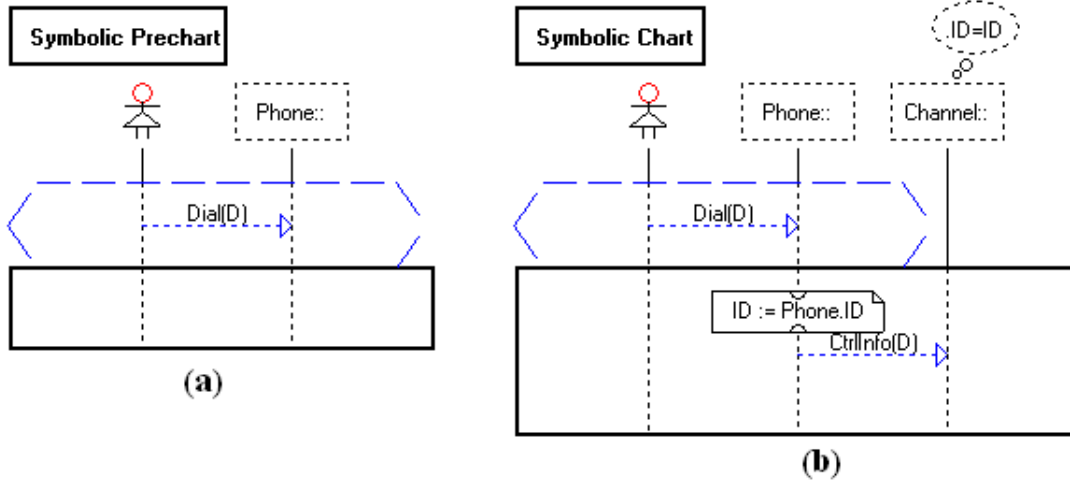 Symbolic Prechart
Phone::
Dial(D)
(a)
Symbolic Chart
.ID=ID
Phone::
Channel::
Dial(D)
ID := Phone.ID
CtrlInfo(D)
(b)